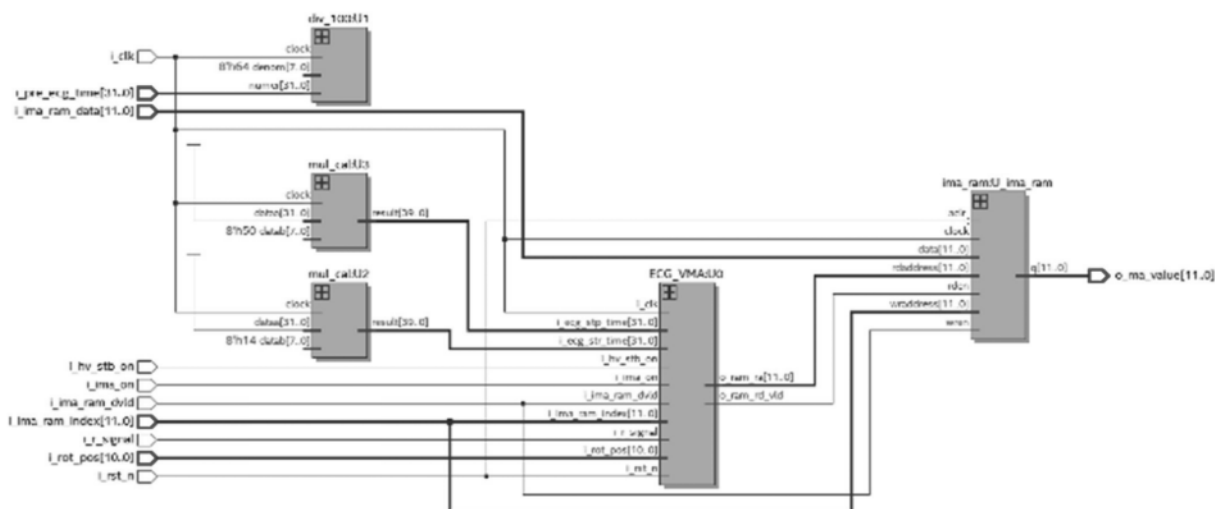 div_100:U1
i_clk
clock
8'h64 denom[7..0]
numer[31..0]
i_pre_ecg_time[31..0]
i_ima_ram_data[11..0]
mul_cal:U3
clock
dataa[31..0]
result[39..0]
8'h50 datab[7..0]
ima_ram:U_ima_ram
aclr
clock
data[11..0]
rdaddress[11..0]
q[11..0]
o_ma_value[11..0]
rden
wraddress[11..0]
wren
mul_cal:U2
clock
dataa[31..0]
result[39..0]
8'h14 datab[7..0]
ECG_VMA:U0
i_clk
i_ecg_stp_time[31..0]
i_ecg_str_time[31..0]
i_hv_stb_on
i_ima_on
o_ram_ra[11..0]
i_ima_ram_dvld
o_ram_rd_vld
i_ima_ram_index[11..0]
i_r_signal
i_rot_pos[10..0]
i_rst_n
i_hv_stb_on
i_ima_on
i_ima_ram_dvld
i_ima_ram_index[11..0]
i_r_signal
i_rot_pos[10..0]
i_rst_n